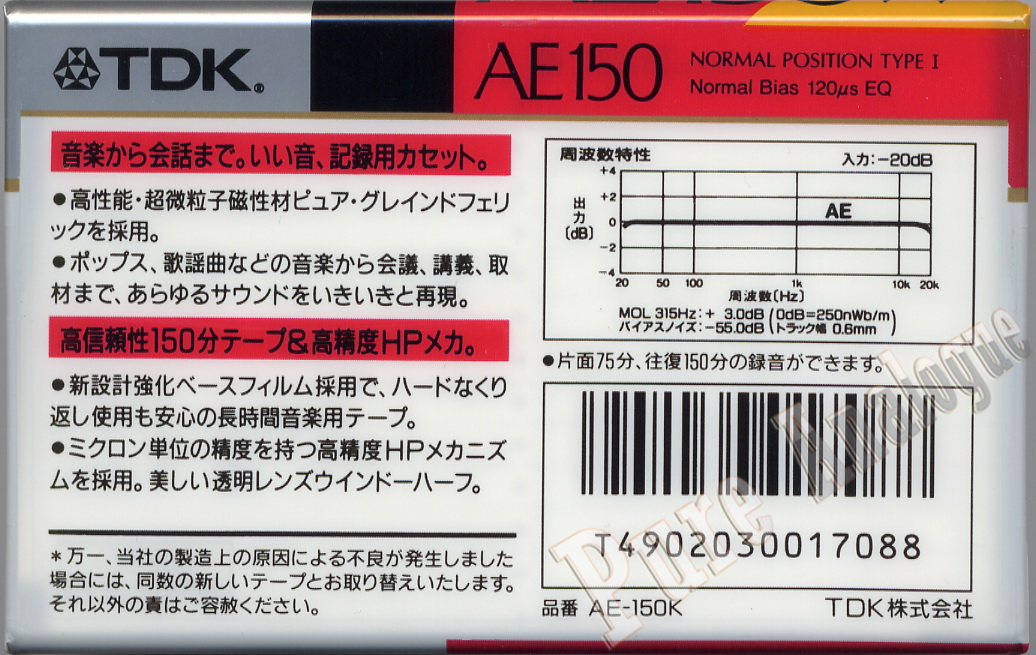 TDK®
AE150
NORMAL POSITION TYPE I
Normal Bias 120μs EQ
音楽から会話まで。いい音、記録用カセット。
●高性能・超微粒子磁性材ピュア・グレインドフェリ
ックを採用。
●ポップス、歌謡曲などの音楽から会議、講義、取
材まで、あらゆるサウンドをいきいきと再現。
高信頼性150分テープ&高精度HPメカ。
●新設計強化ベースフィルム採用で、ハードなくり
返し使用も安心の長時間音楽用テープ。
●ミクロン単位の精度を持つ高精度HPメカニズ
ムを採用。美しい透明レンズウインドーハーフ。
*万一、当社の製造上の原因による不良が発生しました
場合には、同数の新しいテープとお取り替えいたします。
それ以外の責はご容赦ください。
周波数特性 入力:−20dB
+4
+2
0
−2
−4
出力
(dB)
AE
20 50 100 1k 10k 20k
周波数(Hz)
MOL 315Hz:+ 3.0dB (0dB=250nWb/m)
バイアスノイズ:−55.0dB (トラック幅 0.6mm)
●片面75分、往復150分の録音ができます。
T4902030017088
品番 AE-150K TDK株式会社
Pure Analogue